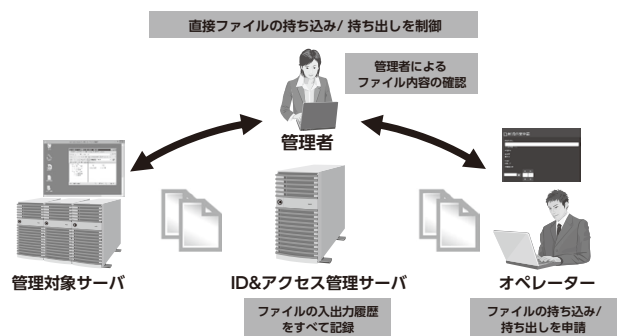 直接ファイルの持ち込み/ 持ち出しを制御
管理者による
ファイル内容の確認
管理者
管理対象サーバ
ID&アクセス管理サーバ
オペレーター
ファイルの入出力履歴
をすべて記録
ファイルの持ち込み/
持ち出しを申請